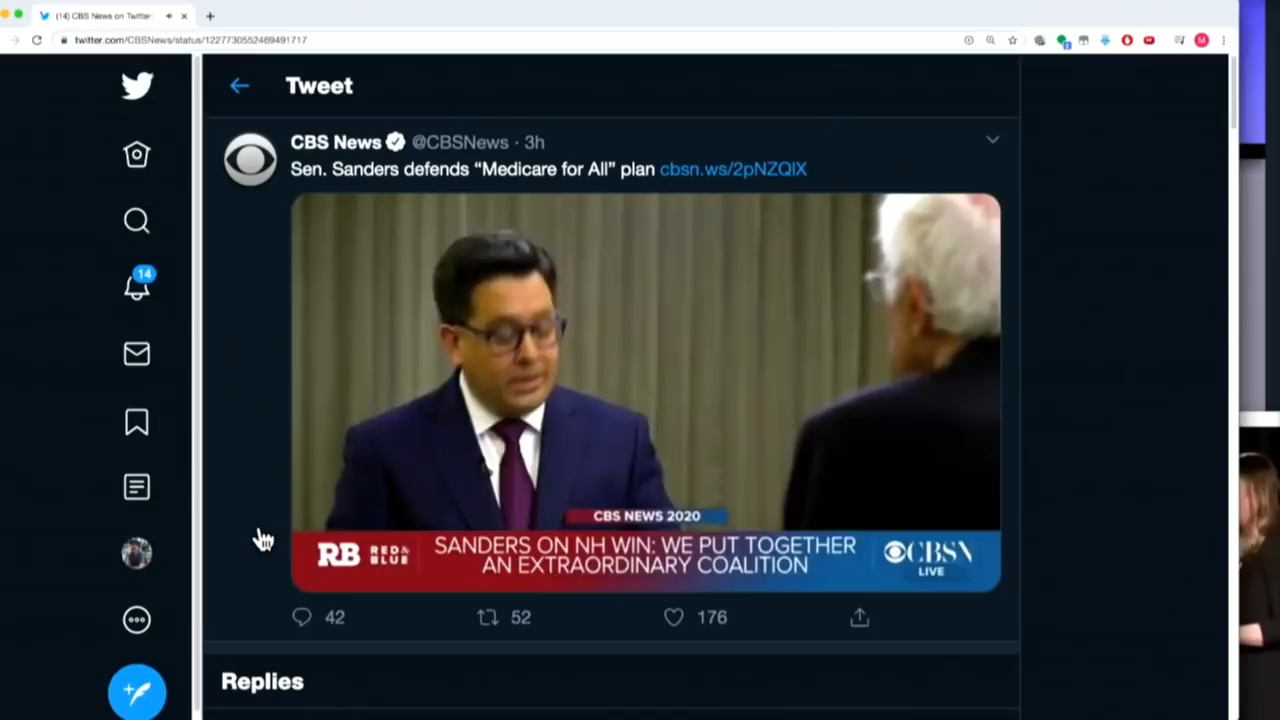 (14) CBS News on Twitter:
twitter.com/CBSNews/status/1227730552469491717
Tweet
CBS News @CBSNews · 3h
Sen. Sanders defends “Medicare for All” plan cbsn.ws/2pNZQlX
14
CBS NEWS 2020
RB RED& BLUE
SANDERS ON NH WIN: WE PUT TOGETHER
AN EXTRAORDINARY COALITION
CBSN
LIVE
42 52 176
Replies